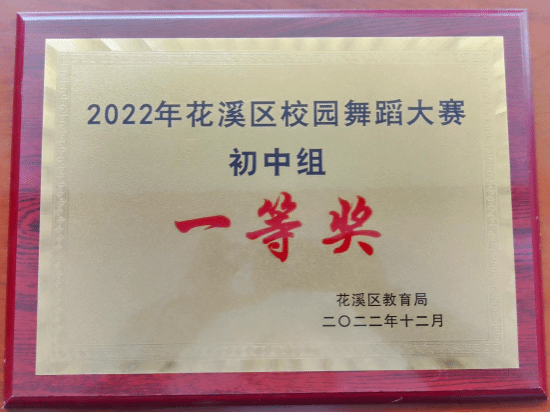 2022年花溪区校园舞蹈大赛
初中组
一等奖
花溪区教育局
二〇二二年十二月